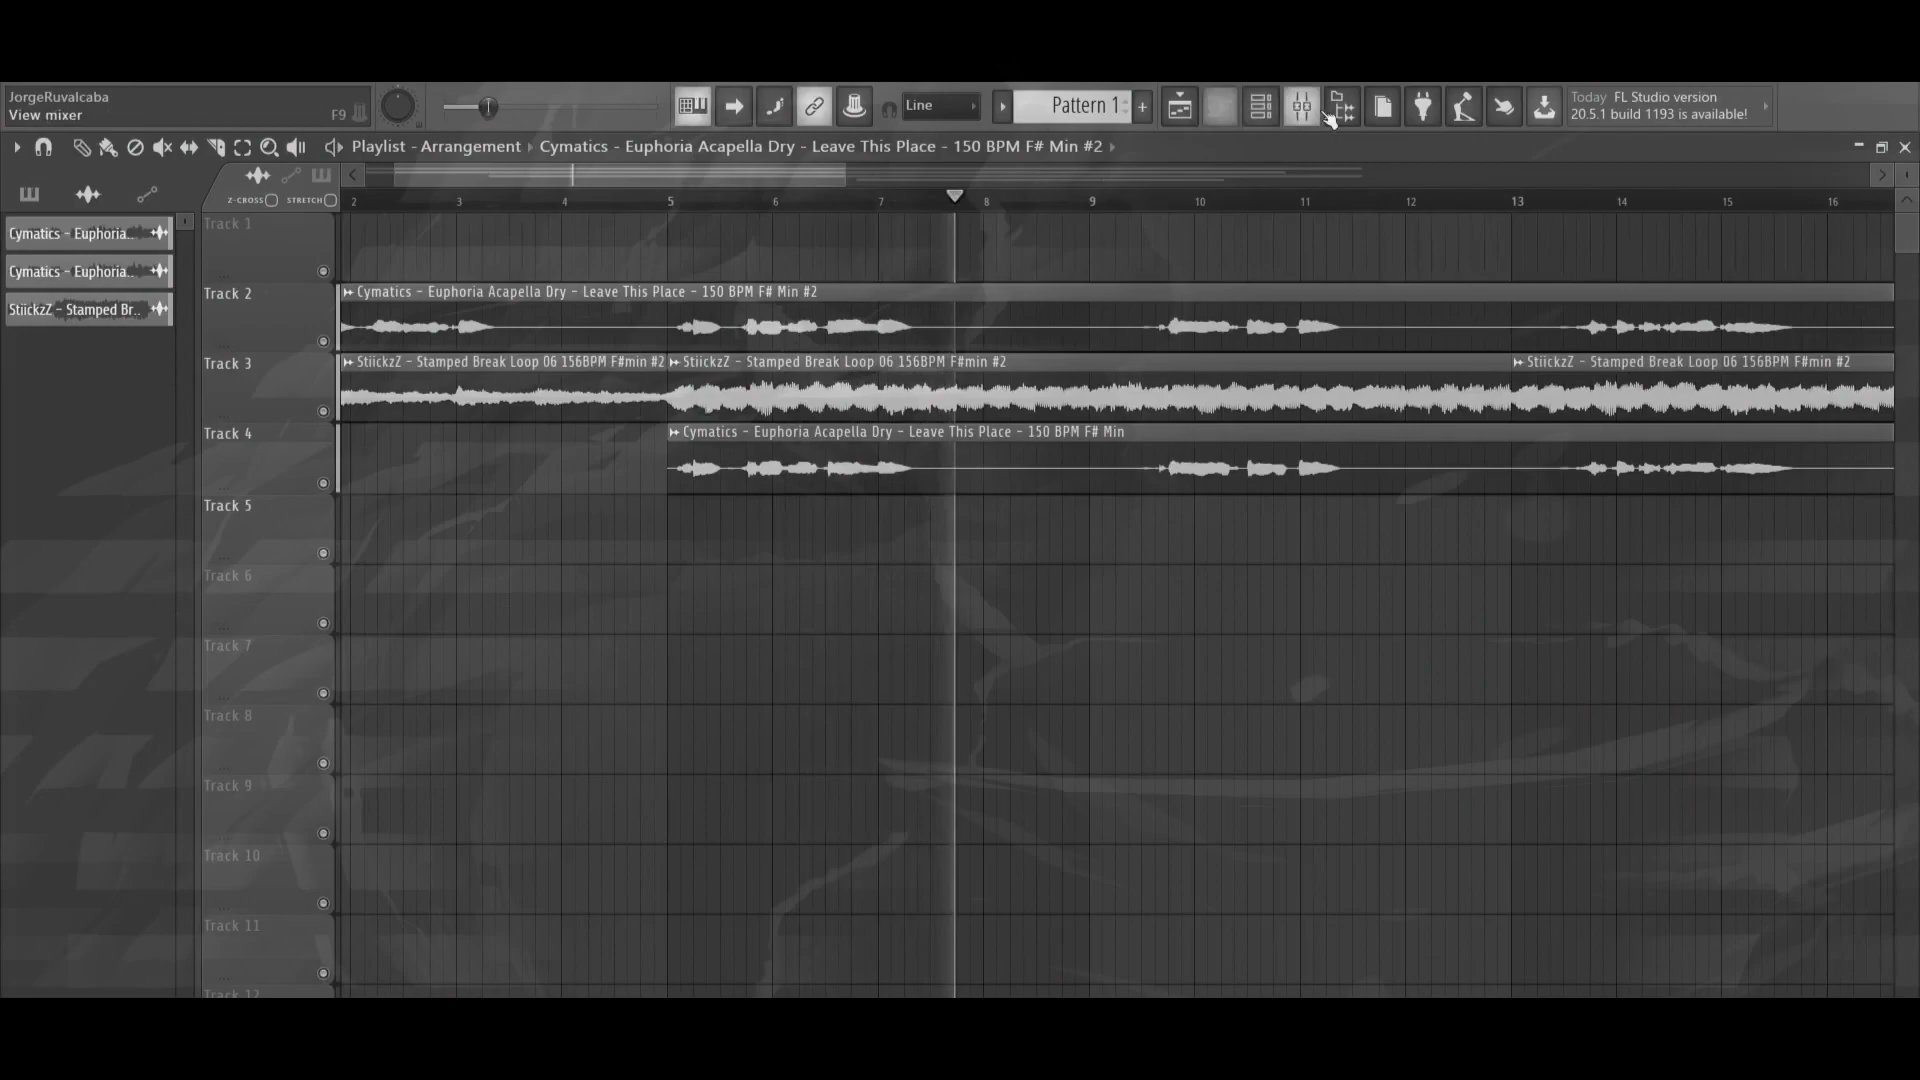 JorgeRuvalcaba
View mixer
F9
Line
Pattern 1
Today FL Studio version
20.5.1 build 1193 is available!
Playlist - Arrangement Cymatics - Euphoria Acapella Dry - Leave This Place - 150 BPM F# Min #2
Z-CROSS STRETCH
2 3 4 5 6 7 8 9 10 11 12 13 14 15 16
Cymatics - Euphoria..
Cymatics - Euphoria..
StiickzZ - Stamped Br..
Track 1
Track 2
Cymatics - Euphoria Acapella Dry - Leave This Place - 150 BPM F# Min #2
Track 3
StiickzZ - Stamped Break Loop 06 156BPM F#min #2
StiickzZ - Stamped Break Loop 06 156BPM F#min #2
StiickzZ - Stamped Break Loop 06 156BPM F#min #2
Track 4
Cymatics - Euphoria Acapella Dry - Leave This Place - 150 BPM F# Min
Track 5
Track 6
Track 7
Track 8
Track 9
Track 10
Track 11
Track 12